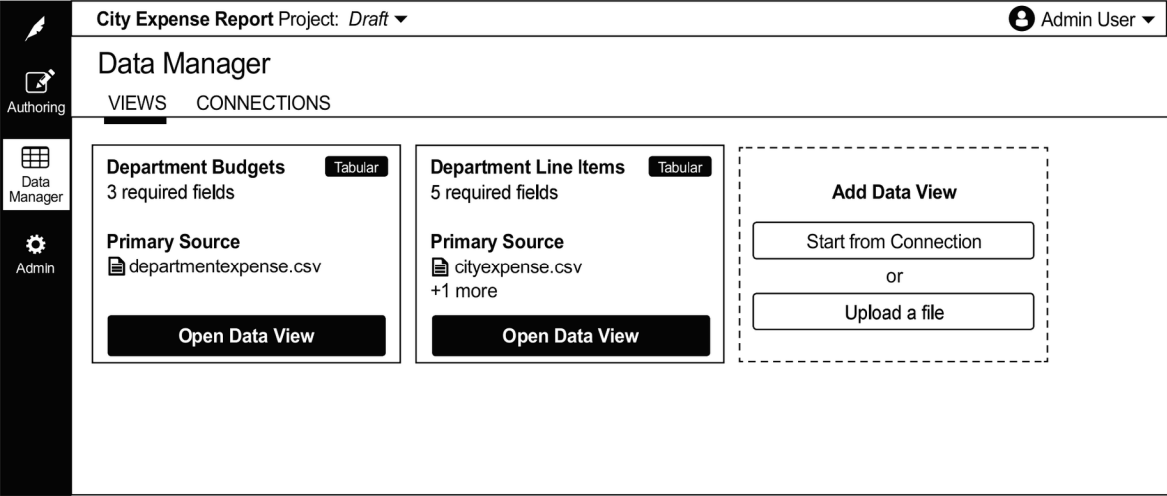 City Expense Report Project: Draft
Admin User
Authoring
Data
Manager
Admin
Data Manager
VIEWS CONNECTIONS
Department Budgets Tabular
3 required fields
Primary Source
departmentexpense.csv
Open Data View
Department Line Items Tabular
5 required fields
Primary Source
cityexpense.csv
+1 more
Open Data View
Add Data View
Start from Connection
or
Upload a file